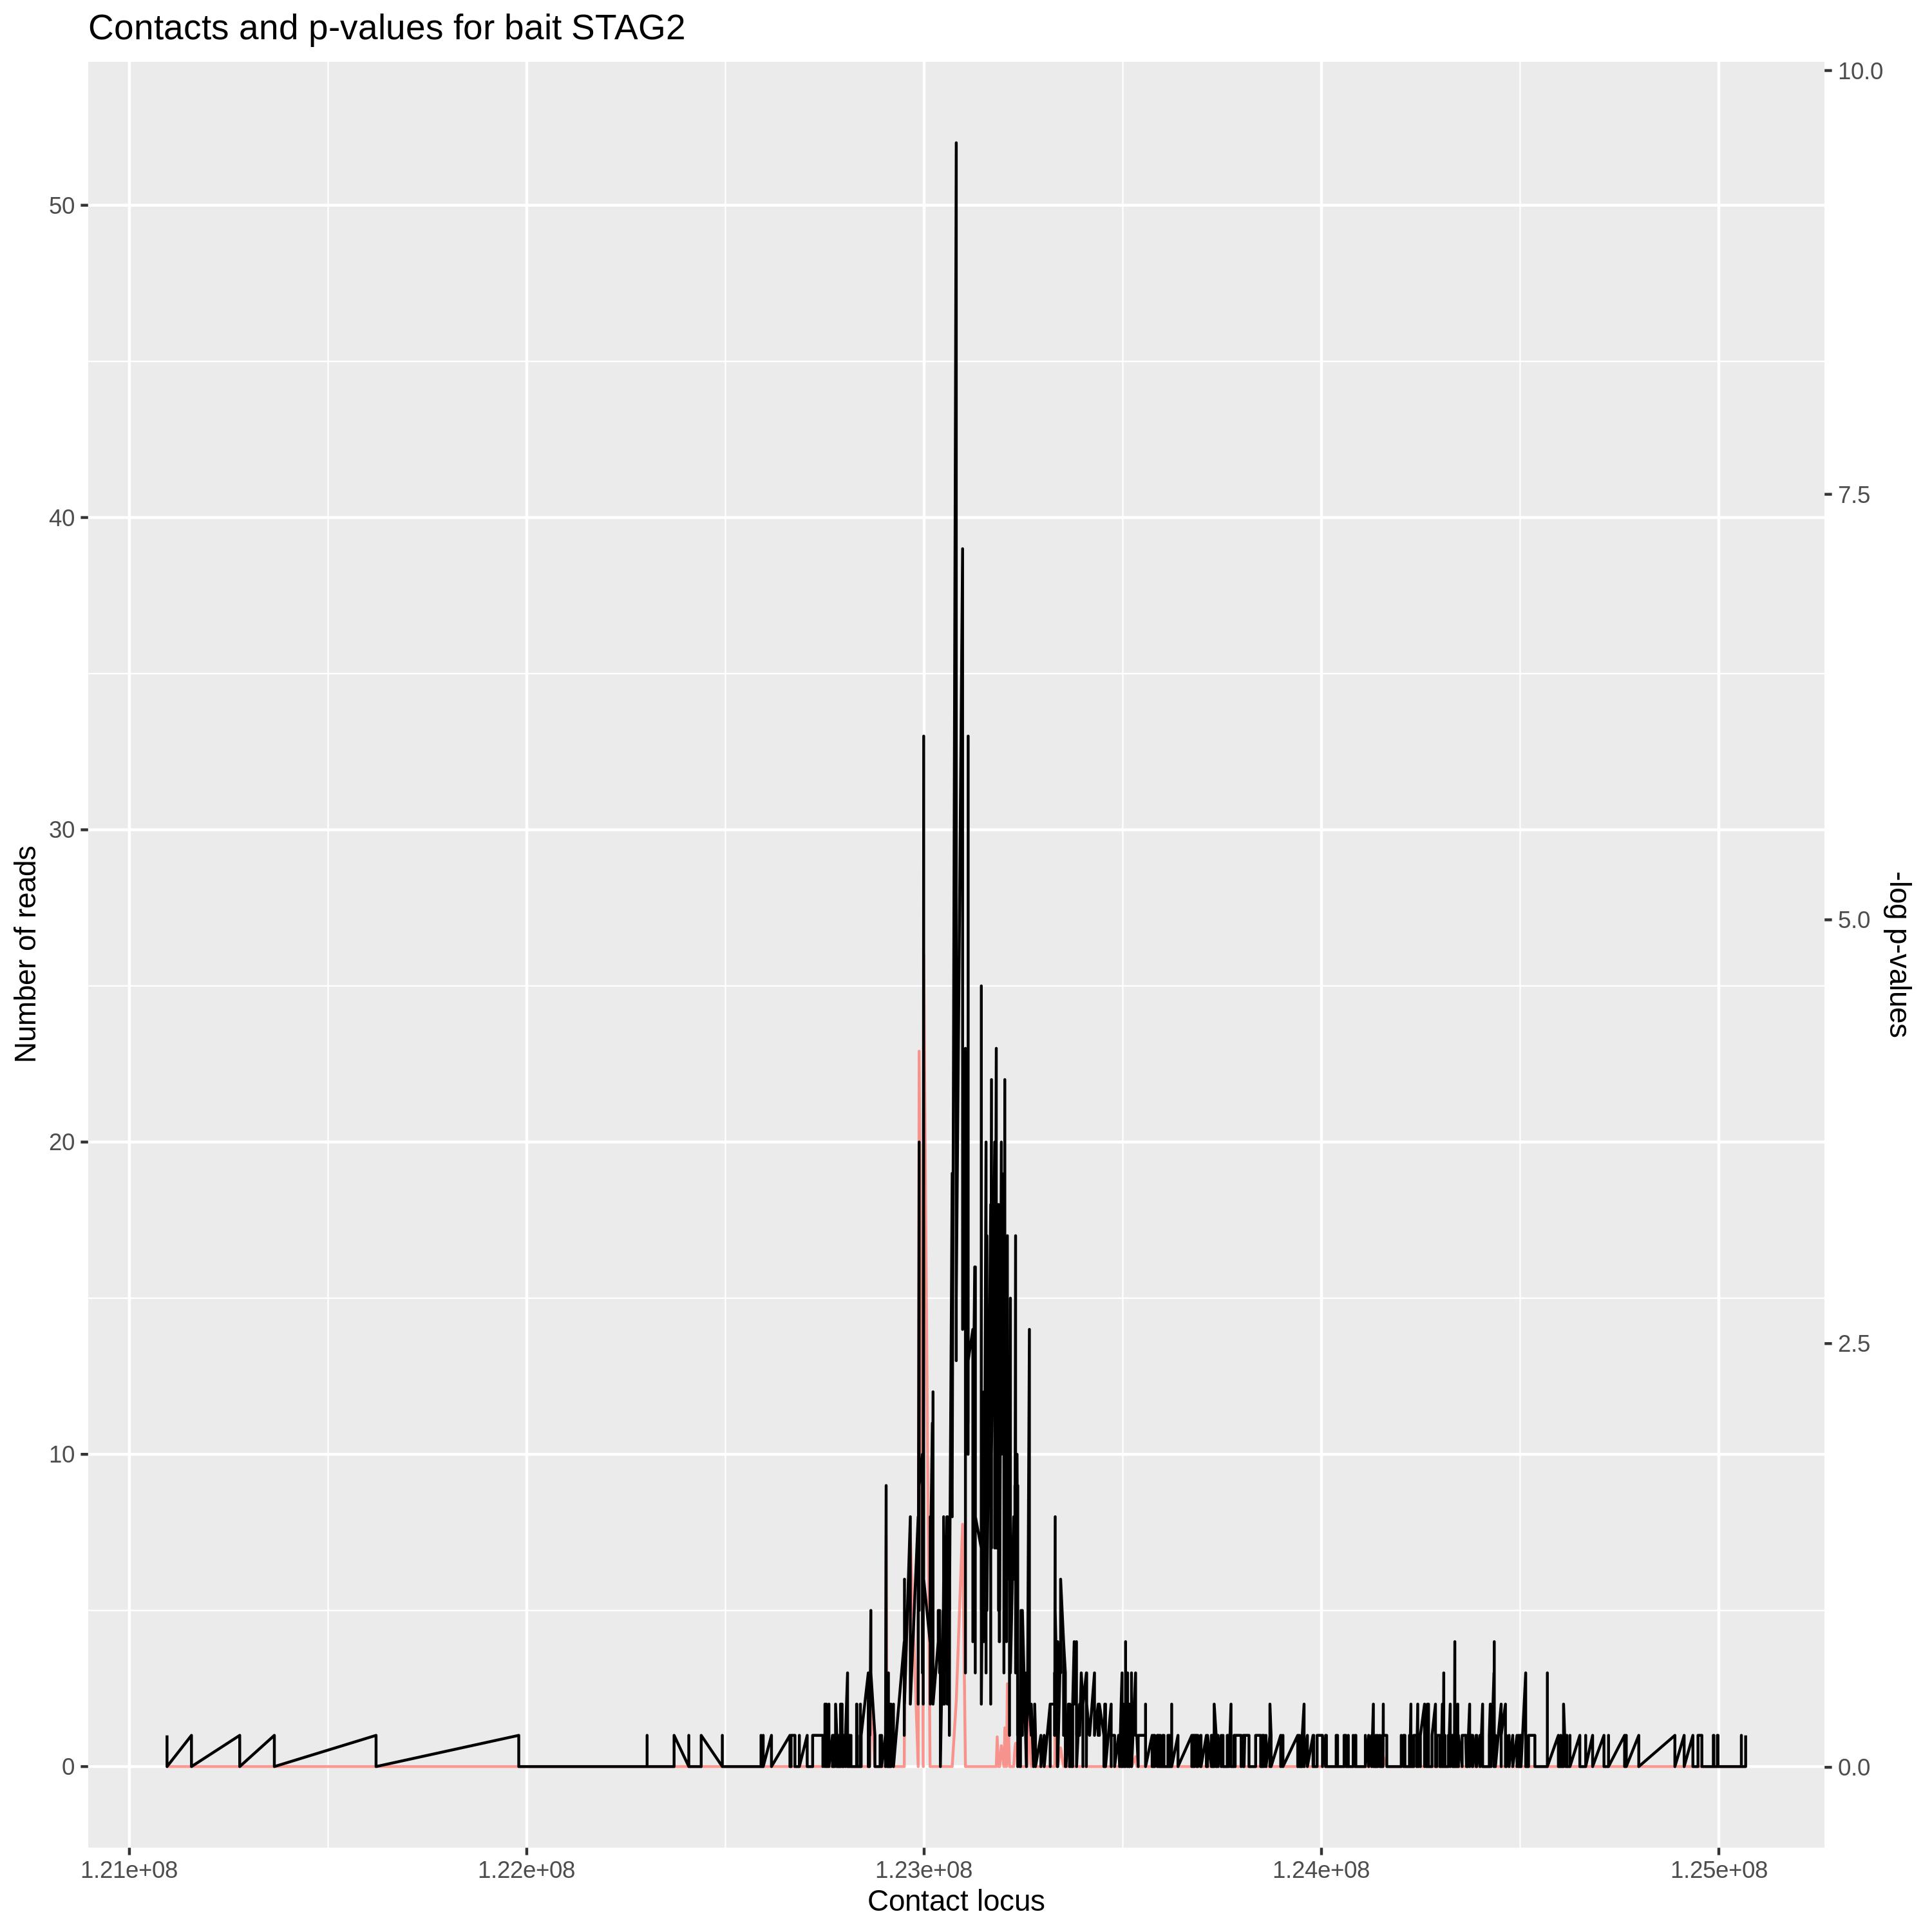 Contacts and p-values for bait STAG2
10.0
50
40
7.5
30
5.0
Number of reads
-log p-values
20
2.5
10
0
0.0
1.21e+08
1.22e+08
1.23e+08
1.24e+08
1.25e+08
Contact locus